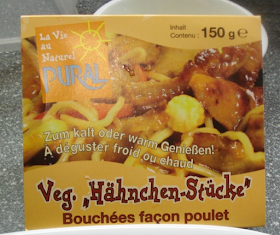 La Vie
au
Naturel
PURAL
Inhalt
Contenu : 150 g e
Zum kalt oder warm Genießen!
A déguster froid ou chaud.
Veg. „Hähnchen-Stücke"
Bouchées façon poulet